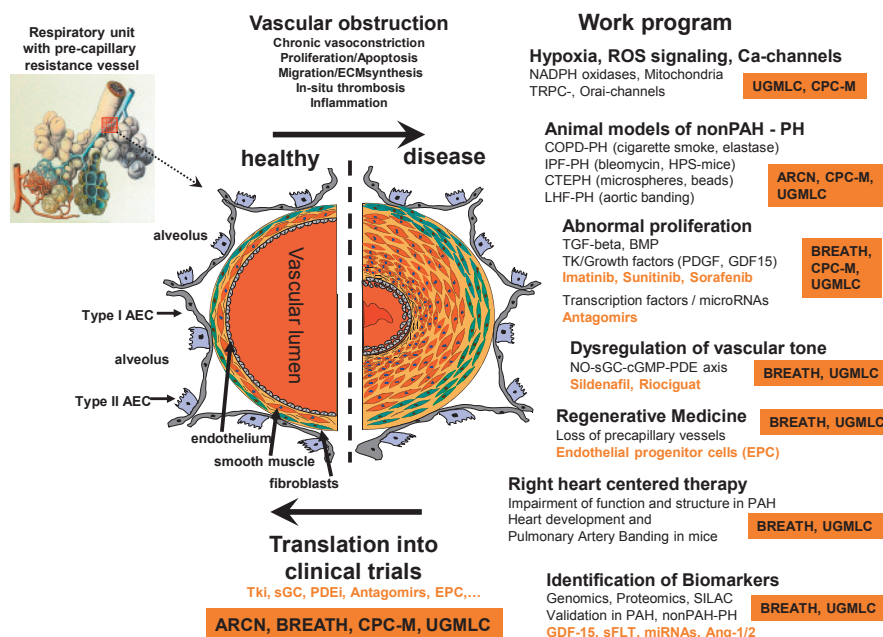 Respiratory unit
with pre-capillary
resistance vessel
Vascular obstruction
Chronic vasoconstriction
Proliferation/Apoptosis
Migration/ECMsynthesis
In-situ thrombosis
Inflammation
healthy
disease
alveolus
Type I AEC
alveolus
Type II AEC
Vascular lumen
endothelium
smooth muscle
fibroblasts
Translation into
clinical trials
Tki, sGC, PDEi, Antagomirs, EPC,...
ARCN, BREATH, CPC-M, UGMLC
Work program
Hypoxia, ROS signaling, Ca-channels
NADPH oxidases, Mitochondria
TRPC-, Orai-channels
UGMLC, CPC-M
Animal models of nonPAH - PH
COPD-PH (cigarette smoke, elastase)
IPF-PH (bleomycin, HPS-mice)
CTEPH (microspheres, beads)
LHF-PH (aortic banding)
ARCN, CPC-M,
UGMLC
Abnormal proliferation
TGF-beta, BMP
TK/Growth factors (PDGF, GDF15)
Imatinib, Sunitinib, Sorafenib
Transcription factors / microRNAs
Antagomirs
BREATH,
CPC-M,
UGMLC
Dysregulation of vascular tone
NO-sGC-cGMP-PDE axis
Sildenafil, Riociguat
BREATH, UGMLC
Regenerative Medicine
Loss of precapillary vessels
Endothelial progenitor cells (EPC)
BREATH, UGMLC
Right heart centered therapy
Impairment of function and structure in PAH
Heart development and
Pulmonary Artery Banding in mice
BREATH, UGMLC
Identification of Biomarkers
Genomics, Proteomics, SILAC
Validation in PAH, nonPAH-PH
GDF-15, sFLT, miRNAs, Ang-1/2
BREATH, UGMLC